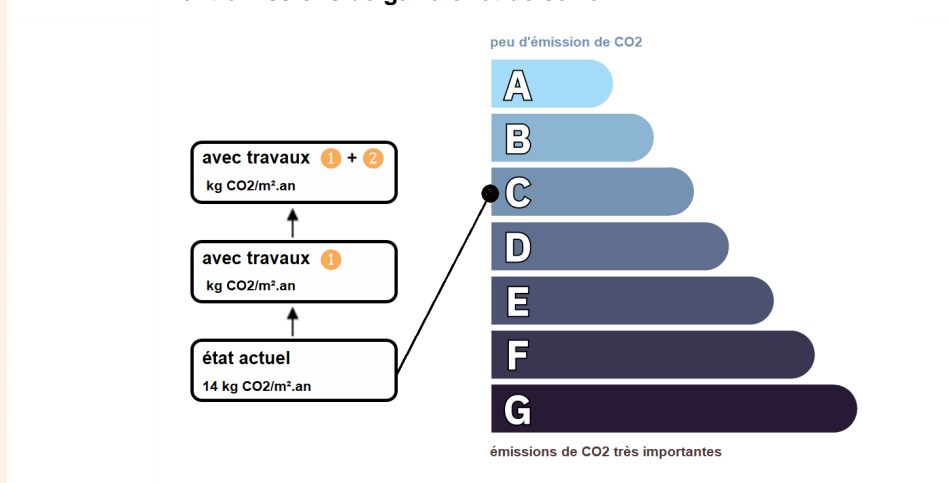 peu d'émission de CO2
A
B
C
D
E
F
G
émissions de CO2 très importantes
avec travaux 1 + 2
kg CO2/m².an
avec travaux 1
kg CO2/m².an
état actuel
14 kg CO2/m².an